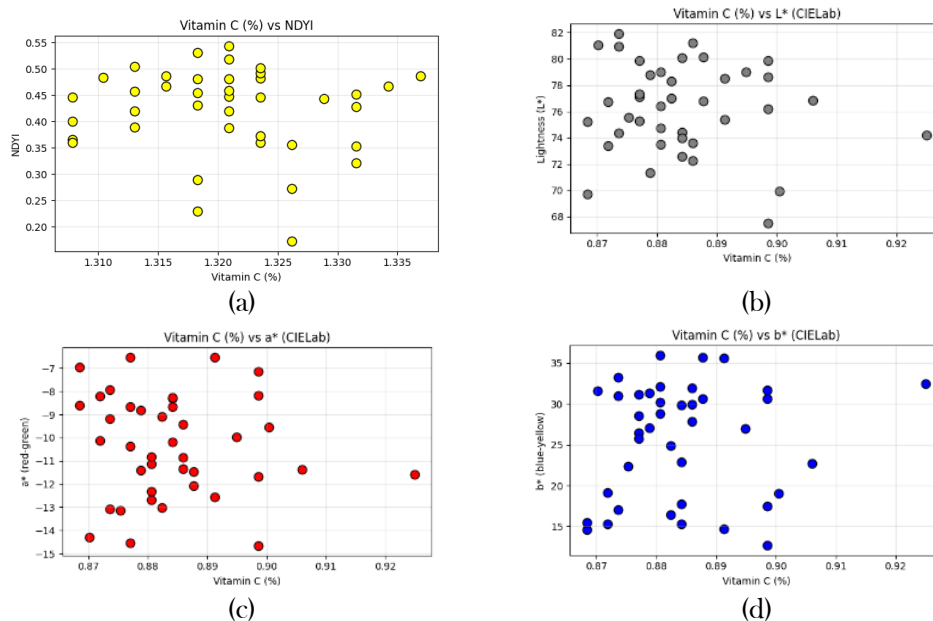 Vitamin C (%) vs NDYI
0.55
0.50
0.45
0.40
0.35
0.30
0.25
0.20
NDYI
1.310 1.315 1.320 1.325 1.330 1.335
Vitamin C (%)
(a)
Vitamin C (%) vs L* (CIELab)
82
80
78
76
74
72
70
68
Lightness (L*)
0.87 0.88 0.89 0.90 0.91 0.92
Vitamin C (%)
(b)
Vitamin C (%) vs a* (CIELab)
−7
−8
−9
−10
−11
−12
−13
−14
−15
a* (red-green)
0.87 0.88 0.89 0.90 0.91 0.92
Vitamin C (%)
(c)
Vitamin C (%) vs b* (CIELab)
35
30
25
20
15
b* (blue-yellow)
0.87 0.88 0.89 0.90 0.91 0.92
Vitamin C (%)
(d)